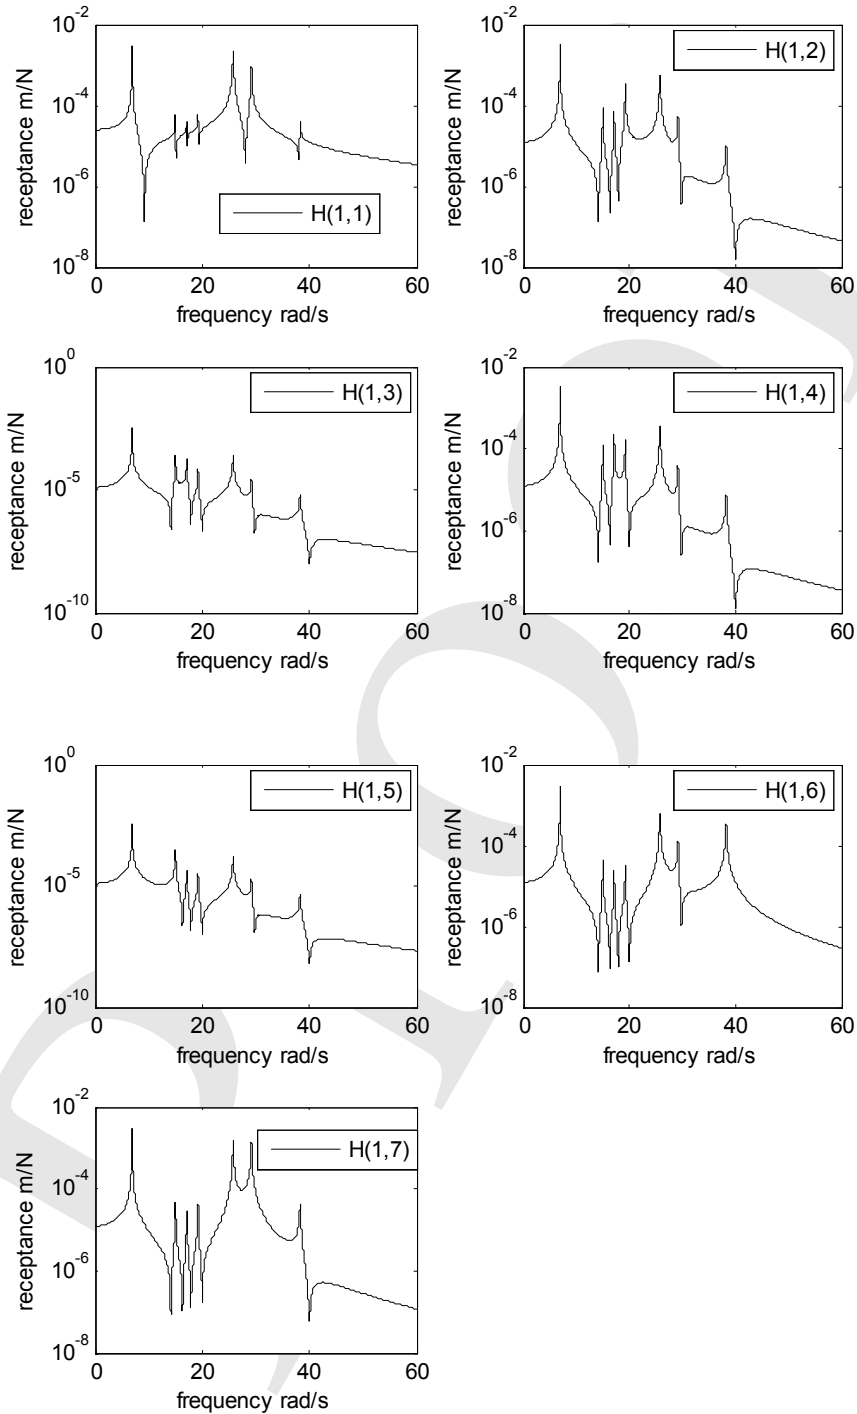 10-2
10-4
10-6
10-8
receptance m/N
H(1,1)
0 20 40 60
frequency rad/s
10-2
10-4
10-6
10-8
receptance m/N
H(1,2)
0 20 40 60
frequency rad/s
100
10-5
10-10
receptance m/N
H(1,3)
0 20 40 60
frequency rad/s
10-2
10-4
10-6
10-8
receptance m/N
H(1,4)
0 20 40 60
frequency rad/s
100
10-5
10-10
receptance m/N
H(1,5)
0 20 40 60
frequency rad/s
10-2
10-4
10-6
10-8
receptance m/N
H(1,6)
0 20 40 60
frequency rad/s
10-2
10-4
10-6
10-8
receptance m/N
H(1,7)
0 20 40 60
frequency rad/s